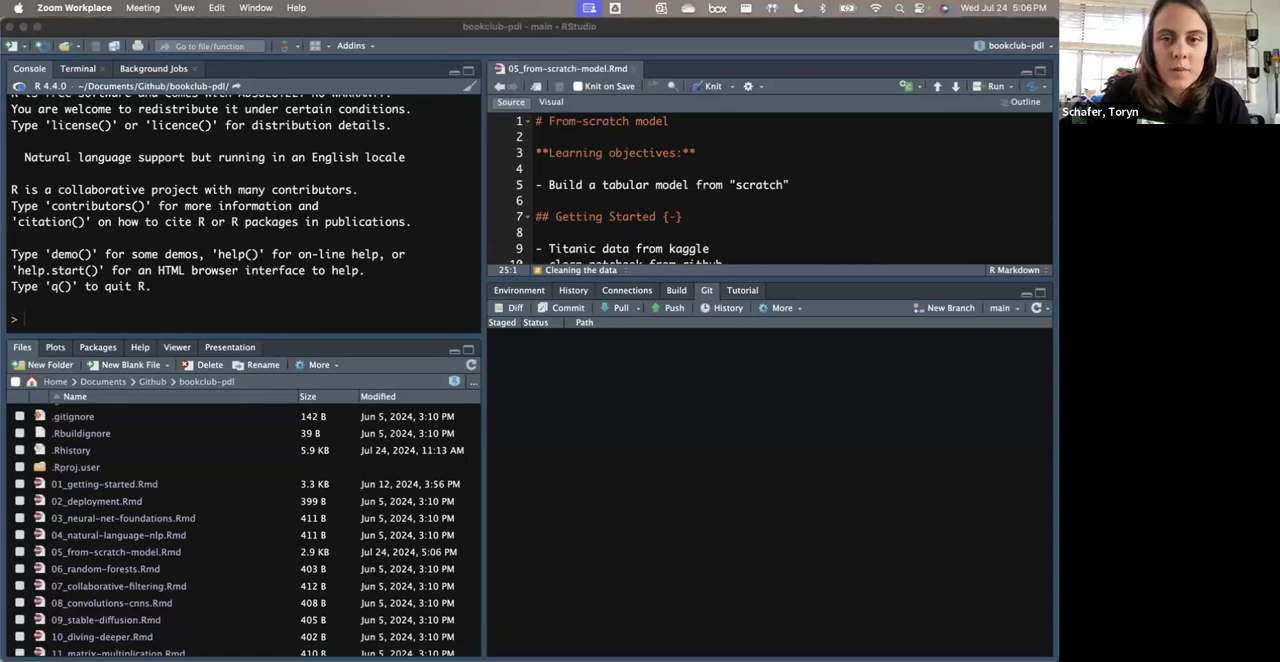 Zoom Workplace Meeting View Edit Window Help
box
Wed Jul 24 5:06 PM
bookclub-pdl - main - RStudio
Go to file/function
Addins
bookclub-pdl
Console Terminal Background Jobs
R 4.4.0 · ~/Documents/Github/bookclub-pdl/
You are welcome to redistribute it under certain conditions.
Type 'license()' or 'licence()' for distribution details.
Natural language support but running in an English locale
R is a collaborative project with many contributors.
Type 'contributors()' for more information and
'citation()' on how to cite R or R packages in publications.
Type 'demo()' for some demos, 'help()' for on-line help, or
'help.start()' for an HTML browser interface to help.
Type 'q()' to quit R.
>
05_from-scratch-model.Rmd
Knit on Save
Knit
Run
Source Visual
Outline
1 # From-scratch model
2
3 **Learning objectives:**
4
5 - Build a tabular model from "scratch"
6
7 ## Getting Started {-}
8
9 - Titanic data from kaggle
10 - clean notebook from github
25:1 Cleaning the data
R Markdown
Environment History Connections Build Git Tutorial
Diff Commit Pull Push History More
New Branch main
Staged Status Path
Files Plots Packages Help Viewer Presentation
New Folder New Blank File Delete Rename More
Home Documents Github bookclub-pdl
...
Name Size Modified
.gitignore 142 B Jun 5, 2024, 3:10 PM
.Rbuildignore 39 B Jun 5, 2024, 3:10 PM
.Rhistory 5.9 KB Jul 24, 2024, 11:13 AM
.Rproj.user
01_getting-started.Rmd 3.3 KB Jun 12, 2024, 3:56 PM
02_deployment.Rmd 399 B Jun 5, 2024, 3:10 PM
03_neural-net-foundations.Rmd 411 B Jun 5, 2024, 3:10 PM
04_natural-language-nlp.Rmd 411 B Jun 5, 2024, 3:10 PM
05_from-scratch-model.Rmd 2.9 KB Jul 24, 2024, 5:06 PM
06_random-forests.Rmd 403 B Jun 5, 2024, 3:10 PM
07_collaborative-filtering.Rmd 412 B Jun 5, 2024, 3:10 PM
08_convolutions-cnns.Rmd 408 B Jun 5, 2024, 3:10 PM
09_stable-diffusion.Rmd 405 B Jun 5, 2024, 3:10 PM
10_diving-deeper.Rmd 402 B Jun 5, 2024, 3:10 PM
11_matrix-multiplication.Rmd 410 B Jun 5, 2024, 3:10 PM
Schafer, Toryn